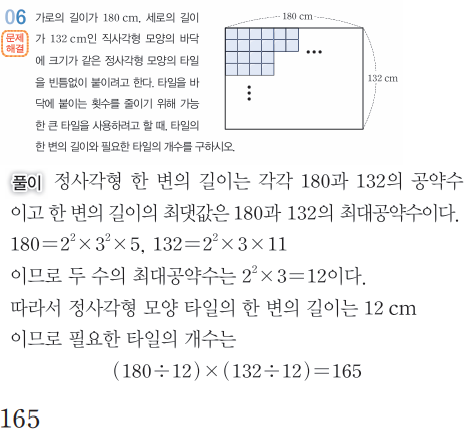 06
문제
해결
가로의 길이가 180 cm, 세로의 길이
가 132 cm인 직사각형 모양의 바닥
에 크기가 같은 정사각형 모양의 타일
을 빈틈없이 붙이려고 한다. 타일을 바
닥에 붙이는 횟수를 줄이기 위해 가능
한 큰 타일을 사용하려고 할 때, 타일의
한 변의 길이와 필요한 타일의 개수를 구하시오.
180 cm
132 cm
풀이 정사각형 한 변의 길이는 각각 180과 132의 공약수
이고 한 변의 길이의 최댓값은 180과 132의 최대공약수이다.
180=2²×3²×5, 132=2²×3×11
이므로 두 수의 최대공약수는 2²×3=12이다.
따라서 정사각형 모양 타일의 한 변의 길이는 12 cm
이므로 필요한 타일의 개수는
(180÷12)×(132÷12)=165
165